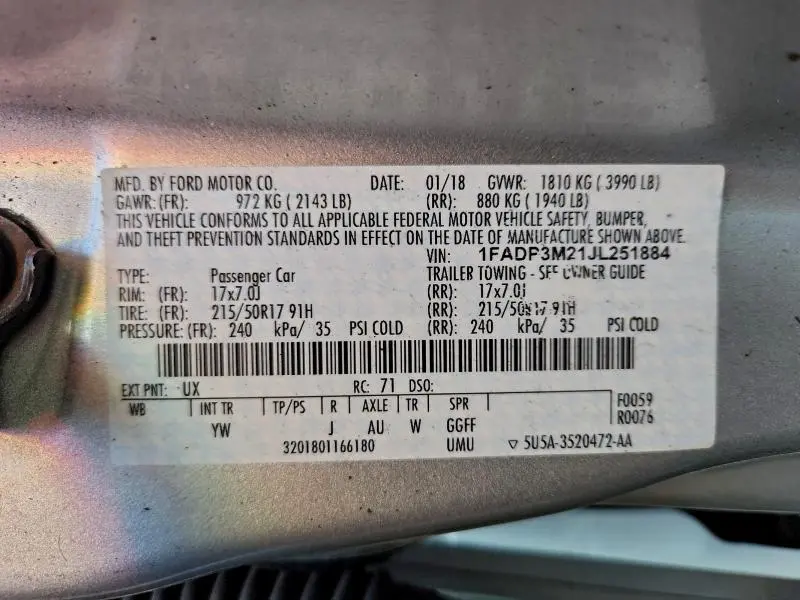 MFD. BY FORD MOTOR CO. DATE: 01/18 GVWR: 1810 KG ( 3990 LB)
GAWR: (FR): 972 KG ( 2143 LB) (RR): 880 KG ( 1940 LB)
THIS VEHICLE CONFORMS TO ALL APPLICABLE FEDERAL MOTOR VEHICLE SAFETY, BUMPER,
AND THEFT PREVENTION STANDARDS IN EFFECT ON THE DATE OF MANUFACTURE SHOWN ABOVE.
VIN: 1FADP3M21JL251884
TYPE: Passenger Car TRAILER TOWING - SEE OWNER GUIDE
RIM: (FR): 17x7.0J (RR): 17x7.0J
TIRE: (FR): 215/50R17 91H (RR): 215/50R17 91H
PRESSURE: (FR): 240 kPa/ 35 PSI COLD (RR): 240 kPa/ 35 PSI COLD
EXT PNT: UX RC: 71 DSO:
WB INT TR TP/PS R AXLE TR SPR F0059
YW J AU W GGFF R0076
3201801166180 UMU ▽ 5U5A-3520472-AA